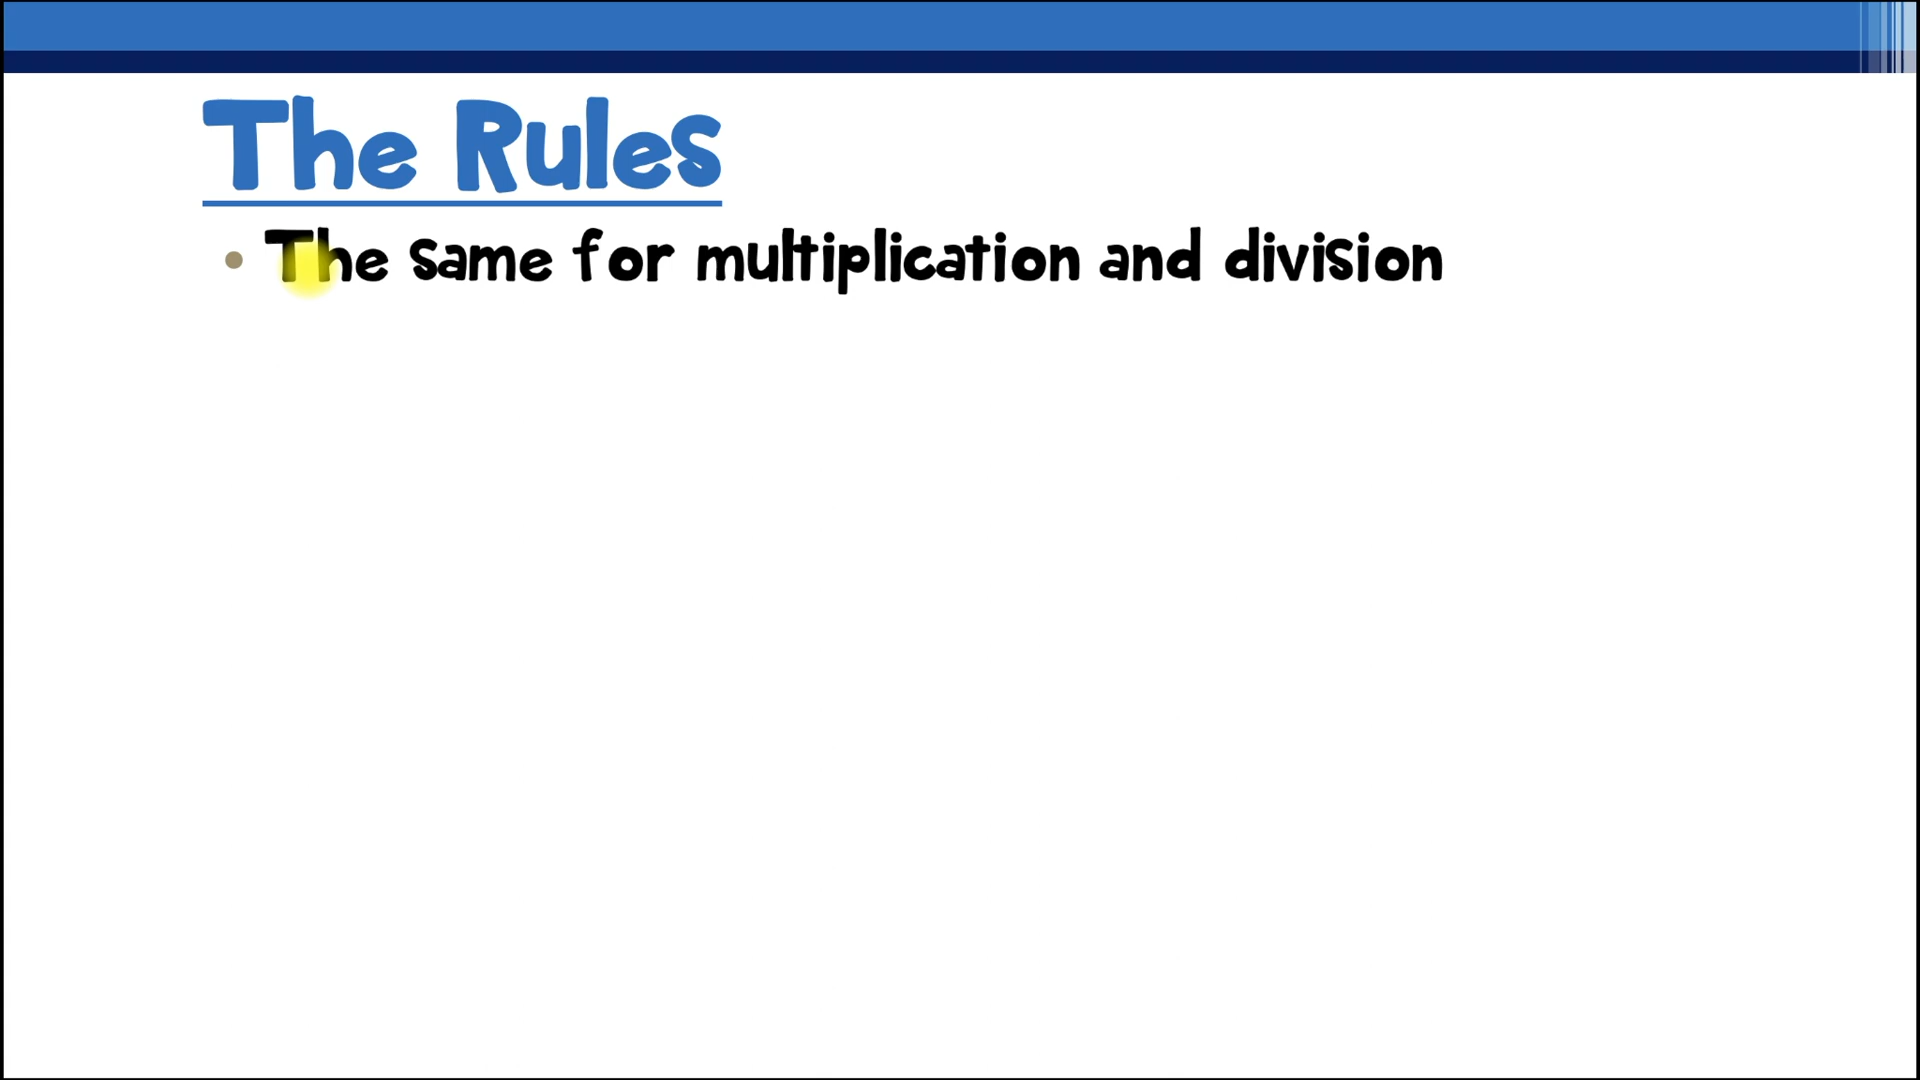 The Rules
• The same for multiplication and division